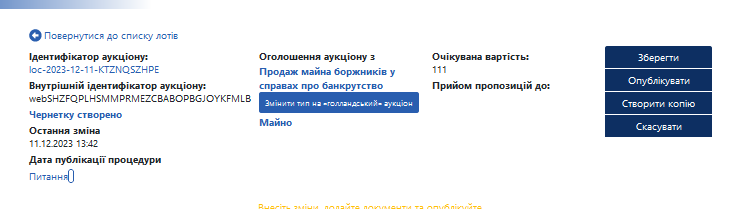 Повернутися до списку лотів
Ідентифікатор аукціону:
loc-2023-12-11-KTZNQSZHPE
Внутрішній ідентифікатор аукціону:
webSHZFQPLHSMMPRMEZCBABOPBGJOYKFMLB
Чернетку створено
Остання зміна
11.12.2023 13:42
Дата публікації процедури
Питання
Оголошення аукціону з
Продаж майна боржників у
справах про банкрутство
Змінити тип на «голландський» аукціон
Майно
Очікувана вартість:
111
Прийом пропозицій до:
Зберегти
Опублікувати
Створити копію
Скасувати
Внесіть зміни, додайте документи та опублікуйте